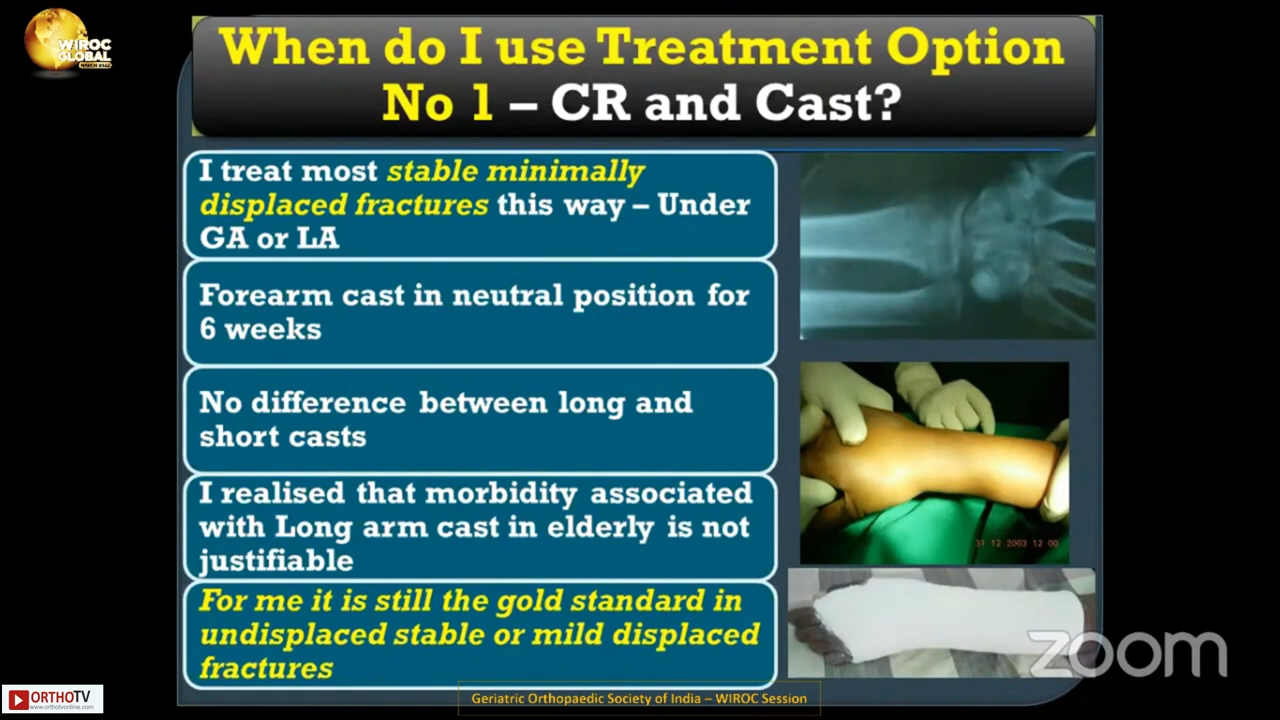 WIROC
GLOBAL
When do I use Treatment Option
No 1 – CR and Cast?
I treat most stable minimally
displaced fractures this way – Under
GA or LA
Forearm cast in neutral position for
6 weeks
No difference between long and
short casts
I realised that morbidity associated
with Long arm cast in elderly is not
justifiable
For me it is still the gold standard in
undisplaced stable or mild displaced
fractures
31 12 2003 12 00
zoom
ORTHOTV
www.orthotvonline.com
Geriatric Orthopaedic Society of India – WIROC Session